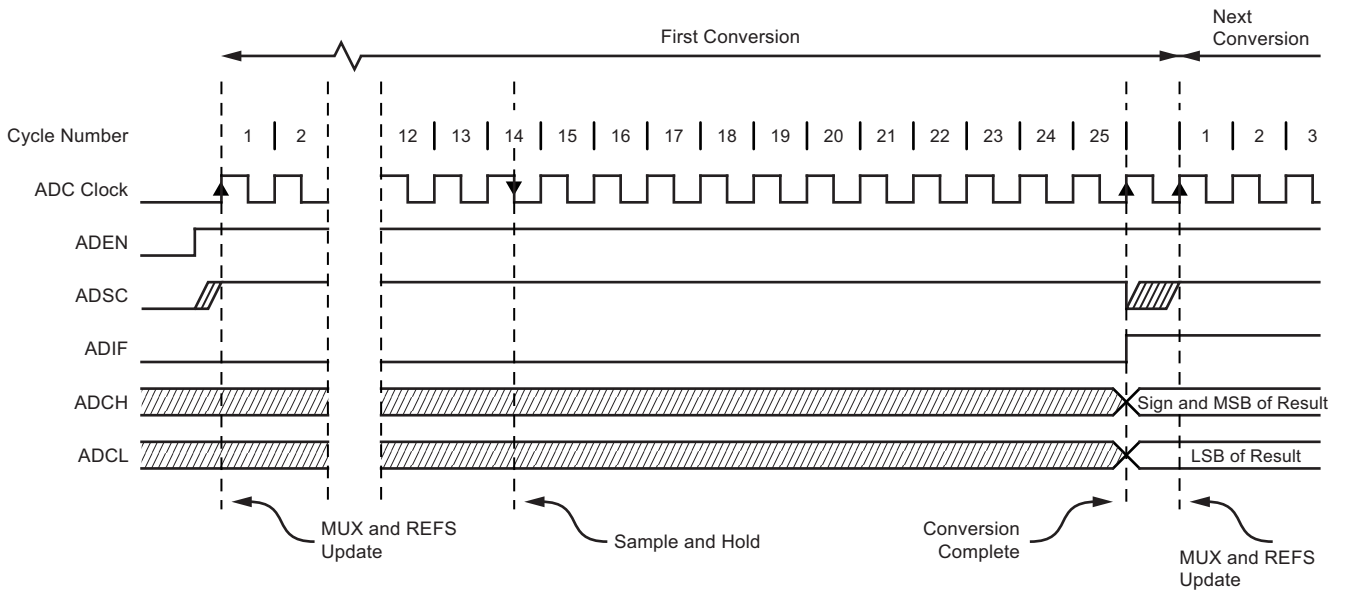 Next
Conversion
First Conversion
Cycle Number 1 2 12 13 14 15 16 17 18 19 20 21 22 23 24 25 1 2 3
ADC Clock
ADEN
ADSC
ADIF
ADCH Sign and MSB of Result
ADCL LSB of Result
MUX and REFS
Update
Sample and Hold
Conversion
Complete
MUX and REFS
Update